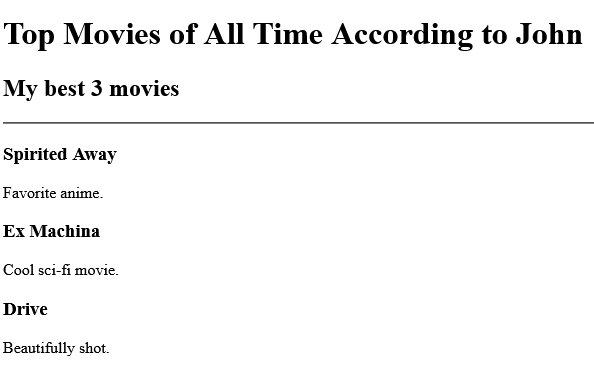 Top Movies of All Time According to John
My best 3 movies
Spirited Away
Favorite anime.
Ex Machina
Cool sci-fi movie.
Drive
Beautifully shot.